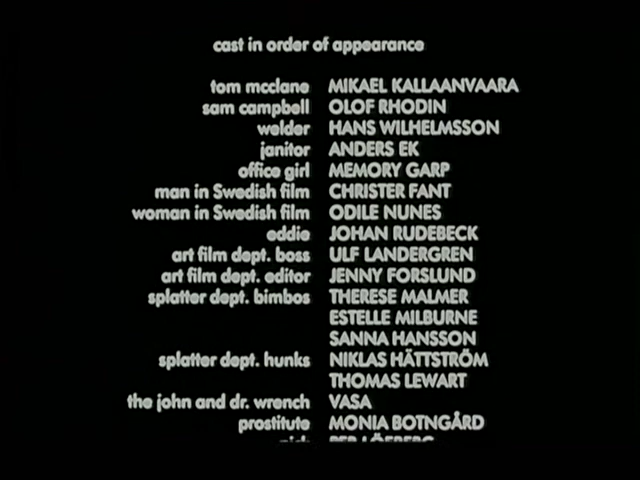 cast in order of appearance
tom mcclane MIKAEL KALLAANVAARA
sam campbell OLOF RHODIN
welder HANS WILHELMSSON
janitor ANDERS EK
office girl MEMORY GARP
man in Swedish film CHRISTER FANT
woman in Swedish film ODILE NUNES
eddie JOHAN RUDEBECK
art film dept. boss ULF LANDERGREN
art film dept. editor JENNY FORSLUND
splatter dept. bimbos THERESE MALMER
ESTELLE MILBURNE
SANNA HANSSON
splatter dept. hunks NIKLAS HÄTTSTRÖM
THOMAS LEWART
the john and dr. wrench VASA
prostitute MONIA BOTNGÅRD